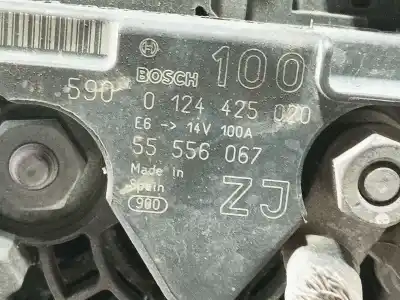 BOSCH 100
590 0 124 425 020
E6 -> 14V 100A
55 556 067
Made in
Spain
900
ZJ